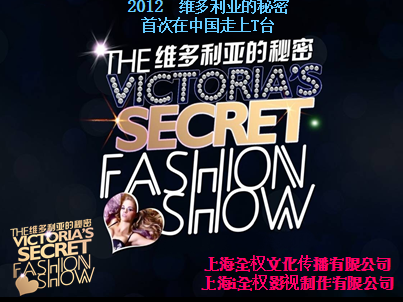 2012 维多利亚的秘密
首次在中国走上T台
THE 维多利亚的秘密
VICTORIA'S
SECRET
FASHION
SHOW
THE维多利亚的秘密
VICTORIA'S
SECRET
FASHION
SHOW
上海全权文化传播有限公司
上海全权影视制作有限公司